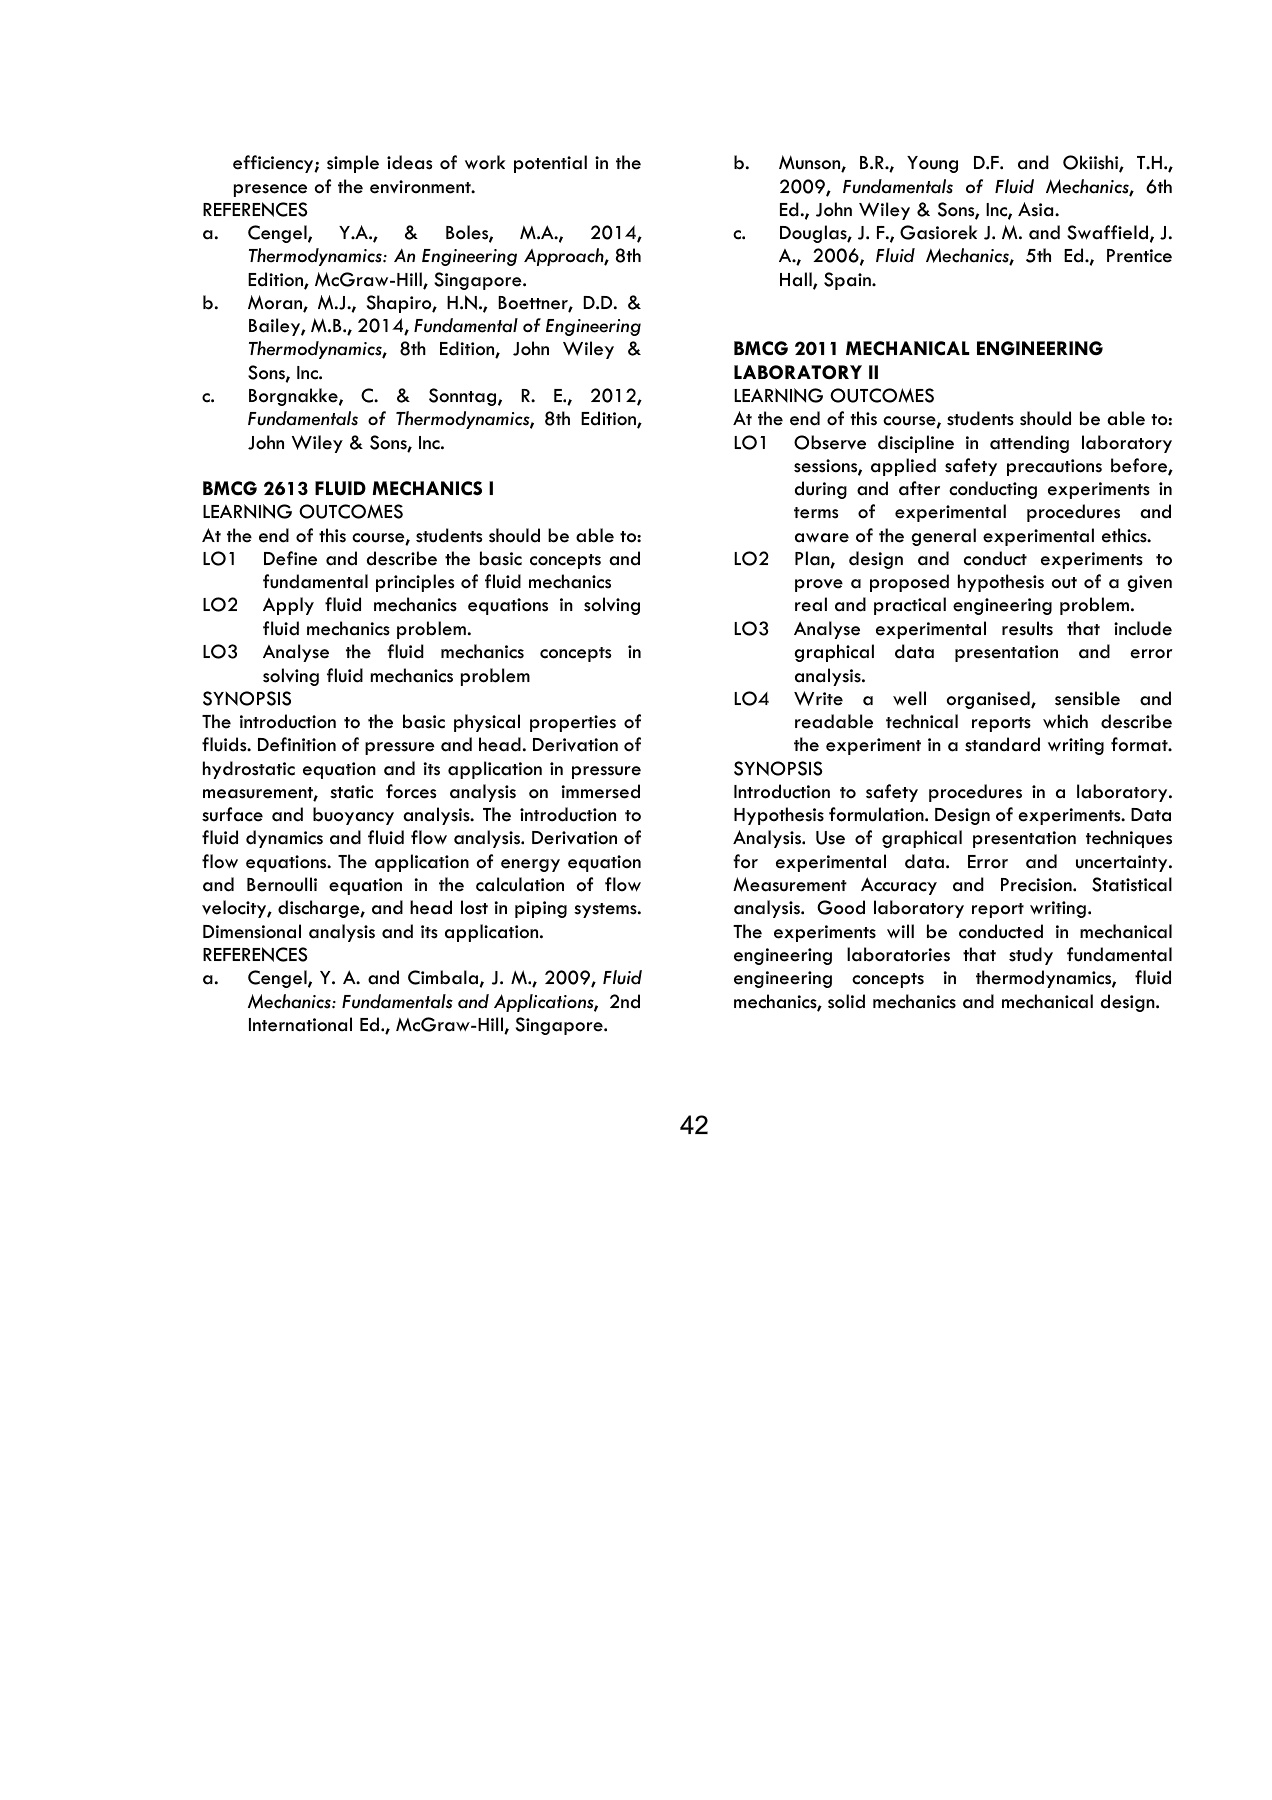 efficiency; simple ideas of work potential in the
presence of the environment.
REFERENCES
a. Cengel, Y.A., & Boles, M.A., 2014,
Thermodynamics: An Engineering Approach, 8th
Edition, McGraw-Hill, Singapore.
b. Moran, M.J., Shapiro, H.N., Boettner, D.D. &
Bailey, M.B., 2014, Fundamental of Engineering
Thermodynamics, 8th Edition, John Wiley &
Sons, Inc.
c. Borgnakke, C. & Sonntag, R. E., 2012,
Fundamentals of Thermodynamics, 8th Edition,
John Wiley & Sons, Inc.
BMCG 2613 FLUID MECHANICS I
LEARNING OUTCOMES
At the end of this course, students should be able to:
LO1 Define and describe the basic concepts and
fundamental principles of fluid mechanics
LO2 Apply fluid mechanics equations in solving
fluid mechanics problem.
LO3 Analyse the fluid mechanics concepts in
solving fluid mechanics problem
SYNOPSIS
The introduction to the basic physical properties of
fluids. Definition of pressure and head. Derivation of
hydrostatic equation and its application in pressure
measurement, static forces analysis on immersed
surface and buoyancy analysis. The introduction to
fluid dynamics and fluid flow analysis. Derivation of
flow equations. The application of energy equation
and Bernoulli equation in the calculation of flow
velocity, discharge, and head lost in piping systems.
Dimensional analysis and its application.
REFERENCES
a. Cengel, Y. A. and Cimbala, J. M., 2009, Fluid
Mechanics: Fundamentals and Applications, 2nd
International Ed., McGraw-Hill, Singapore.
b. Munson, B.R., Young D.F. and Okiishi, T.H.,
2009, Fundamentals of Fluid Mechanics, 6th
Ed., John Wiley & Sons, Inc, Asia.
c. Douglas, J. F., Gasiorek J. M. and Swaffield, J.
A., 2006, Fluid Mechanics, 5th Ed., Prentice
Hall, Spain.
BMCG 2011 MECHANICAL ENGINEERING
LABORATORY II
LEARNING OUTCOMES
At the end of this course, students should be able to:
LO1 Observe discipline in attending laboratory
sessions, applied safety precautions before,
during and after conducting experiments in
terms of experimental procedures and
aware of the general experimental ethics.
LO2 Plan, design and conduct experiments to
prove a proposed hypothesis out of a given
real and practical engineering problem.
LO3 Analyse experimental results that include
graphical data presentation and error
analysis.
LO4 Write a well organised, sensible and
readable technical reports which describe
the experiment in a standard writing format.
SYNOPSIS
Introduction to safety procedures in a laboratory.
Hypothesis formulation. Design of experiments. Data
Analysis. Use of graphical presentation techniques
for experimental data. Error and uncertainty.
Measurement Accuracy and Precision. Statistical
analysis. Good laboratory report writing.
The experiments will be conducted in mechanical
engineering laboratories that study fundamental
engineering concepts in thermodynamics, fluid
mechanics, solid mechanics and mechanical design.
42